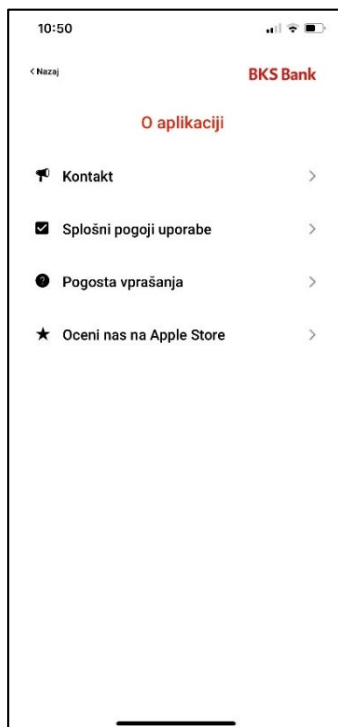 10:50
< Nazaj
BKS Bank
O aplikaciji
Kontakt
Splošni pogoji uporabe
Pogosta vprašanja
Oceni nas na Apple Store